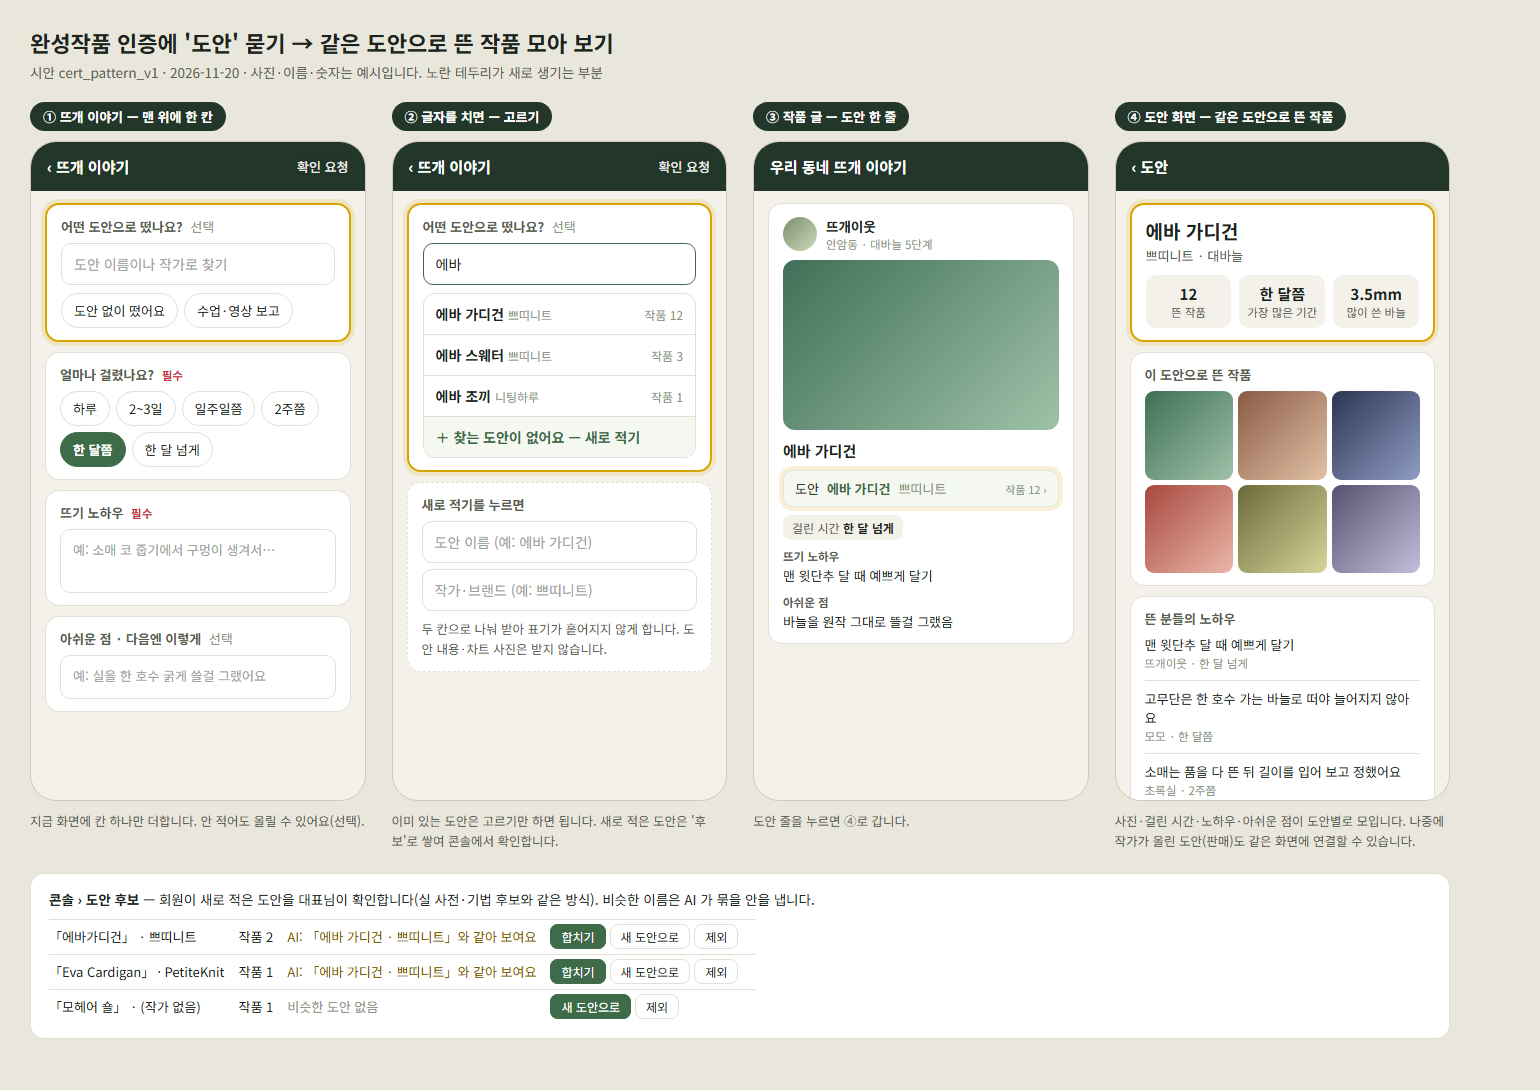 완성작품 인증에 '도안' 묻기 → 같은 도안으로 뜬 작품 모아 보기
시안 cert_pattern_v1 · 2026-11-20 · 사진·이름·숫자는 예시입니다. 노란 테두리가 새로 생기는 부분
① 뜨개 이야기 — 맨 위에 한 칸
‹ 뜨개 이야기
확인 요청
어떤 도안으로 떴나요? 선택
도안 이름이나 작가로 찾기
도안 없이 떴어요
수업·영상 보고
얼마나 걸렸나요? 필수
하루
2~3일
일주일쯤
2주쯤
한 달쯤
한 달 넘게
뜨기 노하우 필수
예: 소매 코 줍기에서 구멍이 생겨서…
아쉬운 점 · 다음엔 이렇게 선택
예: 실을 한 호수 굵게 쓸걸 그랬어요
지금 화면에 칸 하나만 더합니다. 안 적어도 올릴 수 있어요(선택).
② 글자를 치면 — 고르기
‹ 뜨개 이야기
확인 요청
어떤 도안으로 떴나요? 선택
에바
에바 가디건 쁘띠니트
작품 12
에바 스웨터 쁘띠니트
작품 3
에바 조끼 니팅하루
작품 1
＋ 찾는 도안이 없어요 — 새로 적기
새로 적기를 누르면
도안 이름 (예: 에바 가디건)
작가·브랜드 (예: 쁘띠니트)
두 칸으로 나눠 받아 표기가 흩어지지 않게 합니다. 도
안 내용·차트 사진은 받지 않습니다.
이미 있는 도안은 고르기만 하면 됩니다. 새로 적은 도안은 '후
보'로 쌓여 콘솔에서 확인합니다.
③ 작품 글 — 도안 한 줄
우리 동네 뜨개 이야기
뜨개이웃
안암동 · 대바늘 5단계
에바 가디건
도안 에바 가디건 쁘띠니트
작품 12 ›
걸린 시간 한 달 넘게
뜨기 노하우
맨 윗단추 달 때 예쁘게 달기
아쉬운 점
바늘을 원작 그대로 뜰걸 그랬음
도안 줄을 누르면 ④로 갑니다.
④ 도안 화면 — 같은 도안으로 뜬 작품
‹ 도안
에바 가디건
쁘띠니트 · 대바늘
12
뜬 작품
한 달쯤
가장 많은 기간
3.5mm
많이 쓴 바늘
이 도안으로 뜬 작품
뜬 분들의 노하우
맨 윗단추 달 때 예쁘게 달기
뜨개이웃 · 한 달 넘게
고무단은 한 호수 가는 바늘로 떠야 늘어지지 않아
요
모모 · 한 달쯤
소매는 품을 다 뜬 뒤 길이를 입어 보고 정했어요
초록실 · 2주쯤
사진·걸린 시간·노하우·아쉬운 점이 도안별로 모입니다. 나중에
작가가 올린 도안(판매)도 같은 화면에 연결할 수 있습니다.
콘솔 › 도안 후보 — 회원이 새로 적은 도안을 대표님이 확인합니다(실 사전·기법 후보와 같은 방식). 비슷한 이름은 AI 가 묶을 안을 냅니다.
「에바가디건」 · 쁘띠니트
작품 2
AI: 「에바 가디건 · 쁘띠니트」와 같아 보여요
합치기
새 도안으로
제외
「Eva Cardigan」 · PetiteKnit
작품 1
AI: 「에바 가디건 · 쁘띠니트」와 같아 보여요
합치기
새 도안으로
제외
「모헤어 숄」 · (작가 없음)
작품 1
비슷한 도안 없음
새 도안으로
제외